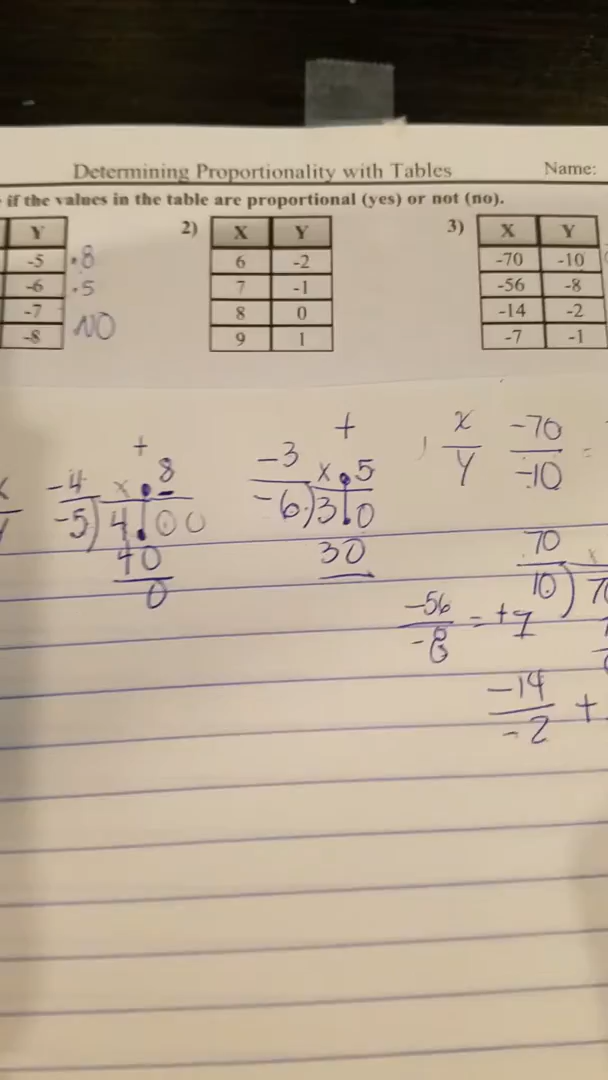 Determining Proportionality with Tables Name:
if the values in the table are proportional (yes) or not (no).
Y 2) X Y 3) X Y
-5 .8 6 -2 -70 -10
-6 .5 7 -1 -56 -8
-7 NO 8 0 -14 -2
-8 9 1 -7 -1
+ +
-4 x .8 -3 x .5 x -70
-5 ) 4.00 -6 ) 3.0 Y -10 =
40 30 70
0 10 ) 7
-56 = +7
-8
-14 +
-2